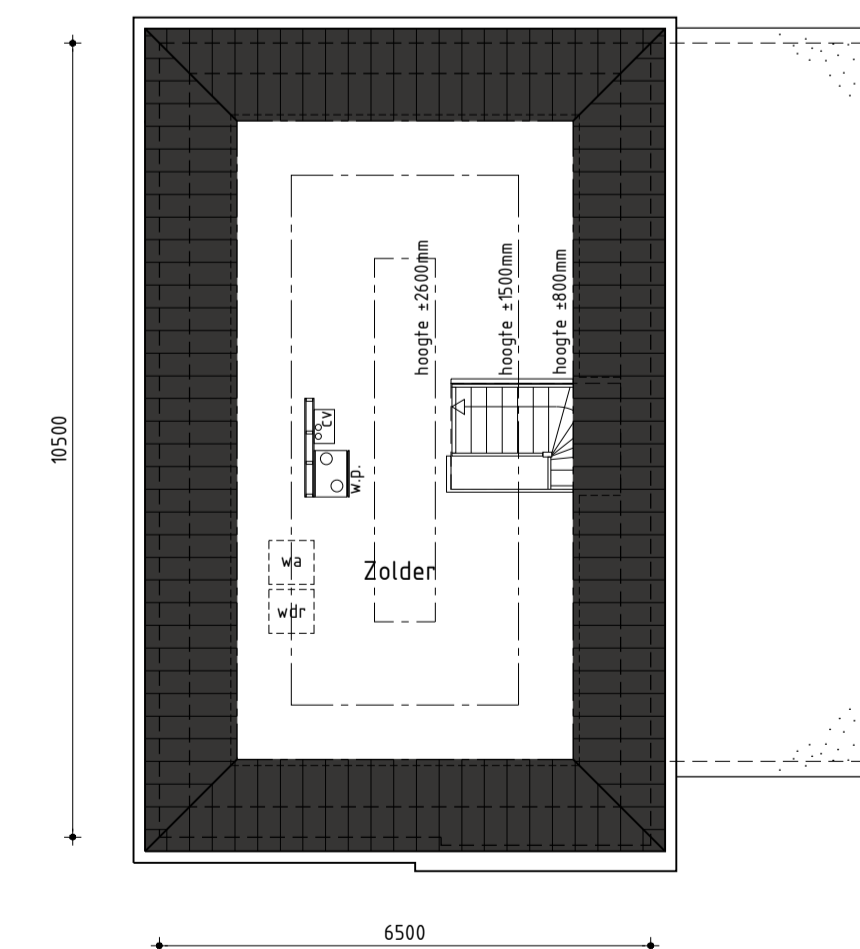 hoogte ±2600mm
hoogte ±1500mm
hoogte ±800mm
10500
cv
w.p.
wa
Zolder
wdr
6500